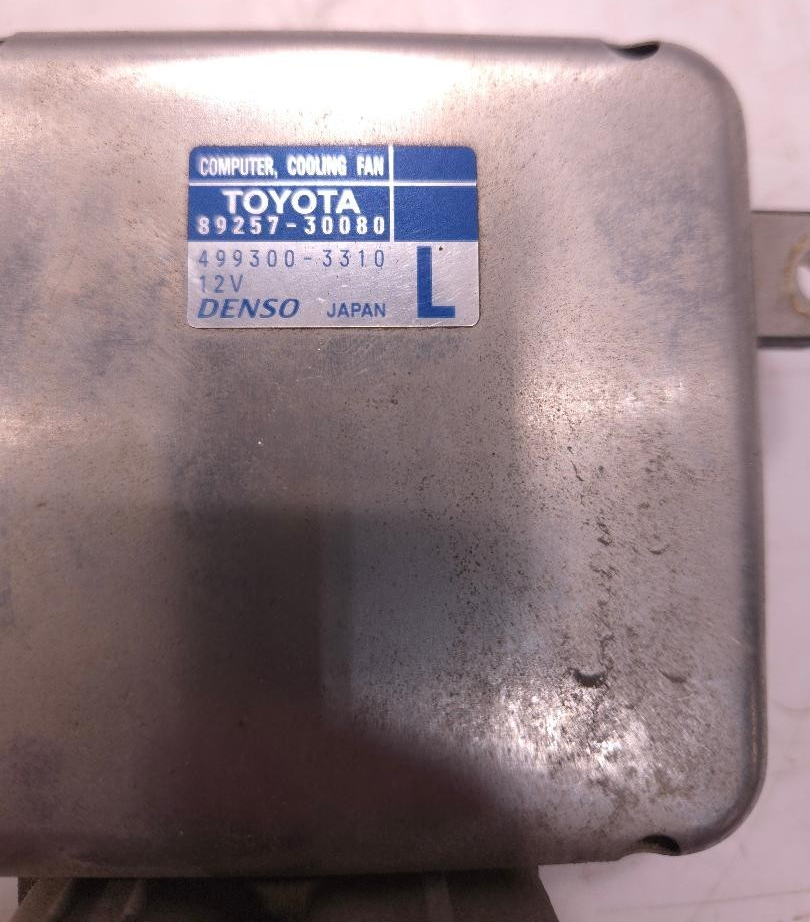 COMPUTER, COOLING FAN
TOYOTA
89257-30080
499300-3310
12V
L
DENSO JAPAN